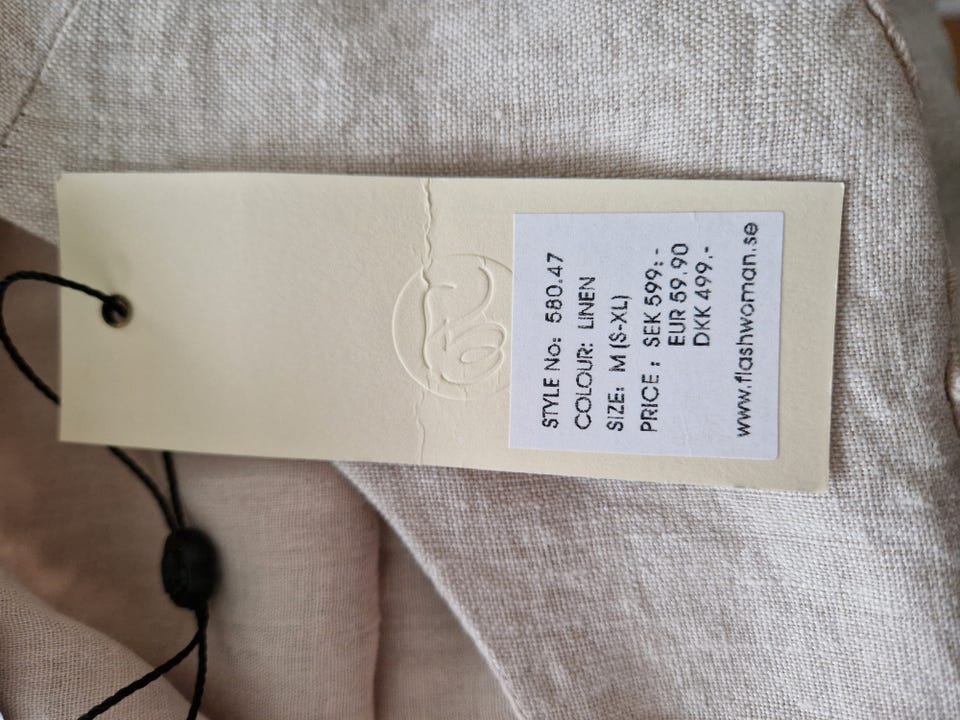 STYLE No: 580.47
COLOUR: LINEN
SIZE: M (S-XL)
PRICE : SEK 599:-
EUR 59.90
DKK 499.-
www.flashwoman.se